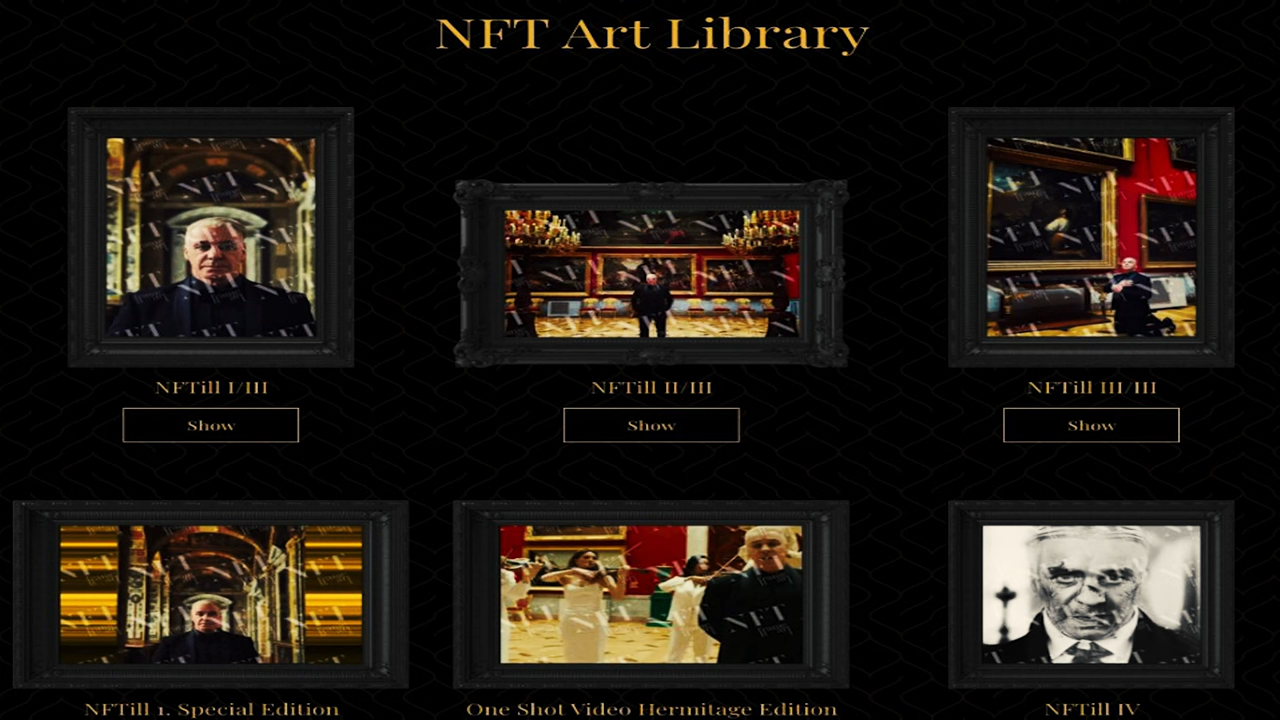 NFT Art Library
NFTill I/III
NFTill II/III
NFTill III/III
Show
Show
Show
NFTill 1. Special Edition
One Shot Video Hermitage Edition
NFTill IV